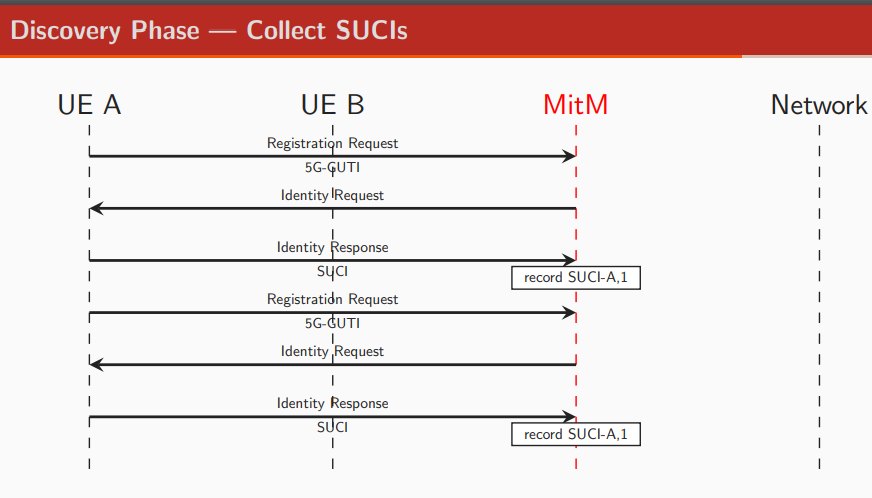 Discovery Phase — Collect SUCIs
UE A UE B MitM Network
Registration Request
5G-GUTI
Identity Request
Identity Response
SUCI
record SUCI-A,1
Registration Request
5G-GUTI
Identity Request
Identity Response
SUCI
record SUCI-A,1